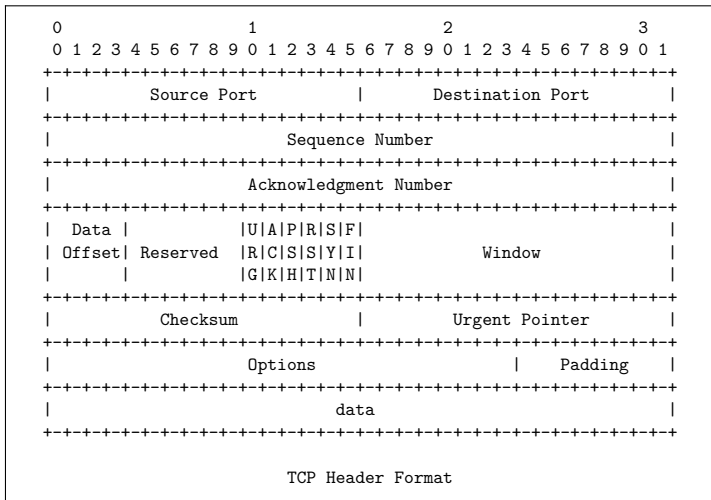 0                   1                   2                   3
 0 1 2 3 4 5 6 7 8 9 0 1 2 3 4 5 6 7 8 9 0 1 2 3 4 5 6 7 8 9 0 1
+-+-+-+-+-+-+-+-+-+-+-+-+-+-+-+-+-+-+-+-+-+-+-+-+-+-+-+-+-+-+-+-+
|          Source Port          |       Destination Port        |
+-+-+-+-+-+-+-+-+-+-+-+-+-+-+-+-+-+-+-+-+-+-+-+-+-+-+-+-+-+-+-+-+
|                        Sequence Number                        |
+-+-+-+-+-+-+-+-+-+-+-+-+-+-+-+-+-+-+-+-+-+-+-+-+-+-+-+-+-+-+-+-+
|                    Acknowledgment Number                      |
+-+-+-+-+-+-+-+-+-+-+-+-+-+-+-+-+-+-+-+-+-+-+-+-+-+-+-+-+-+-+-+-+
|  Data |           |U|A|P|R|S|F|                               |
| Offset| Reserved  |R|C|S|S|Y|I|            Window             |
|       |           |G|K|H|T|N|N|                               |
+-+-+-+-+-+-+-+-+-+-+-+-+-+-+-+-+-+-+-+-+-+-+-+-+-+-+-+-+-+-+-+-+
|           Checksum            |         Urgent Pointer        |
+-+-+-+-+-+-+-+-+-+-+-+-+-+-+-+-+-+-+-+-+-+-+-+-+-+-+-+-+-+-+-+-+
|                    Options                    |    Padding    |
+-+-+-+-+-+-+-+-+-+-+-+-+-+-+-+-+-+-+-+-+-+-+-+-+-+-+-+-+-+-+-+-+
|                             data                              |
+-+-+-+-+-+-+-+-+-+-+-+-+-+-+-+-+-+-+-+-+-+-+-+-+-+-+-+-+-+-+-+-+
TCP Header Format